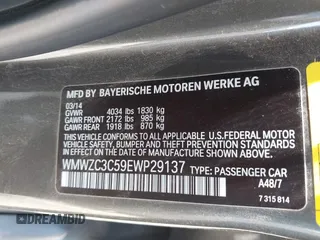 MFD BY BAYERISCHE MOTOREN WERKE AG
03/14
GVWR 4034 lbs 1830 kg
GAWR FRONT 2172 lbs 985 kg
GAWR REAR 1918 lbs 870 kg
THIS VEHICLE CONFORMS TO ALL APPLICABLE U.S.FEDERAL MOTOR
VEHICLE SAFETY, BUMPER AND THEFT PREVENTION STANDARDS
IN EFFECT ON THE DATE OF MANUFACTURE SHOWN ABOVE.
WMWZC3C59EWP29137 TYPE: PASSENGER CAR
A48/7
7 315 814
DREAMBID